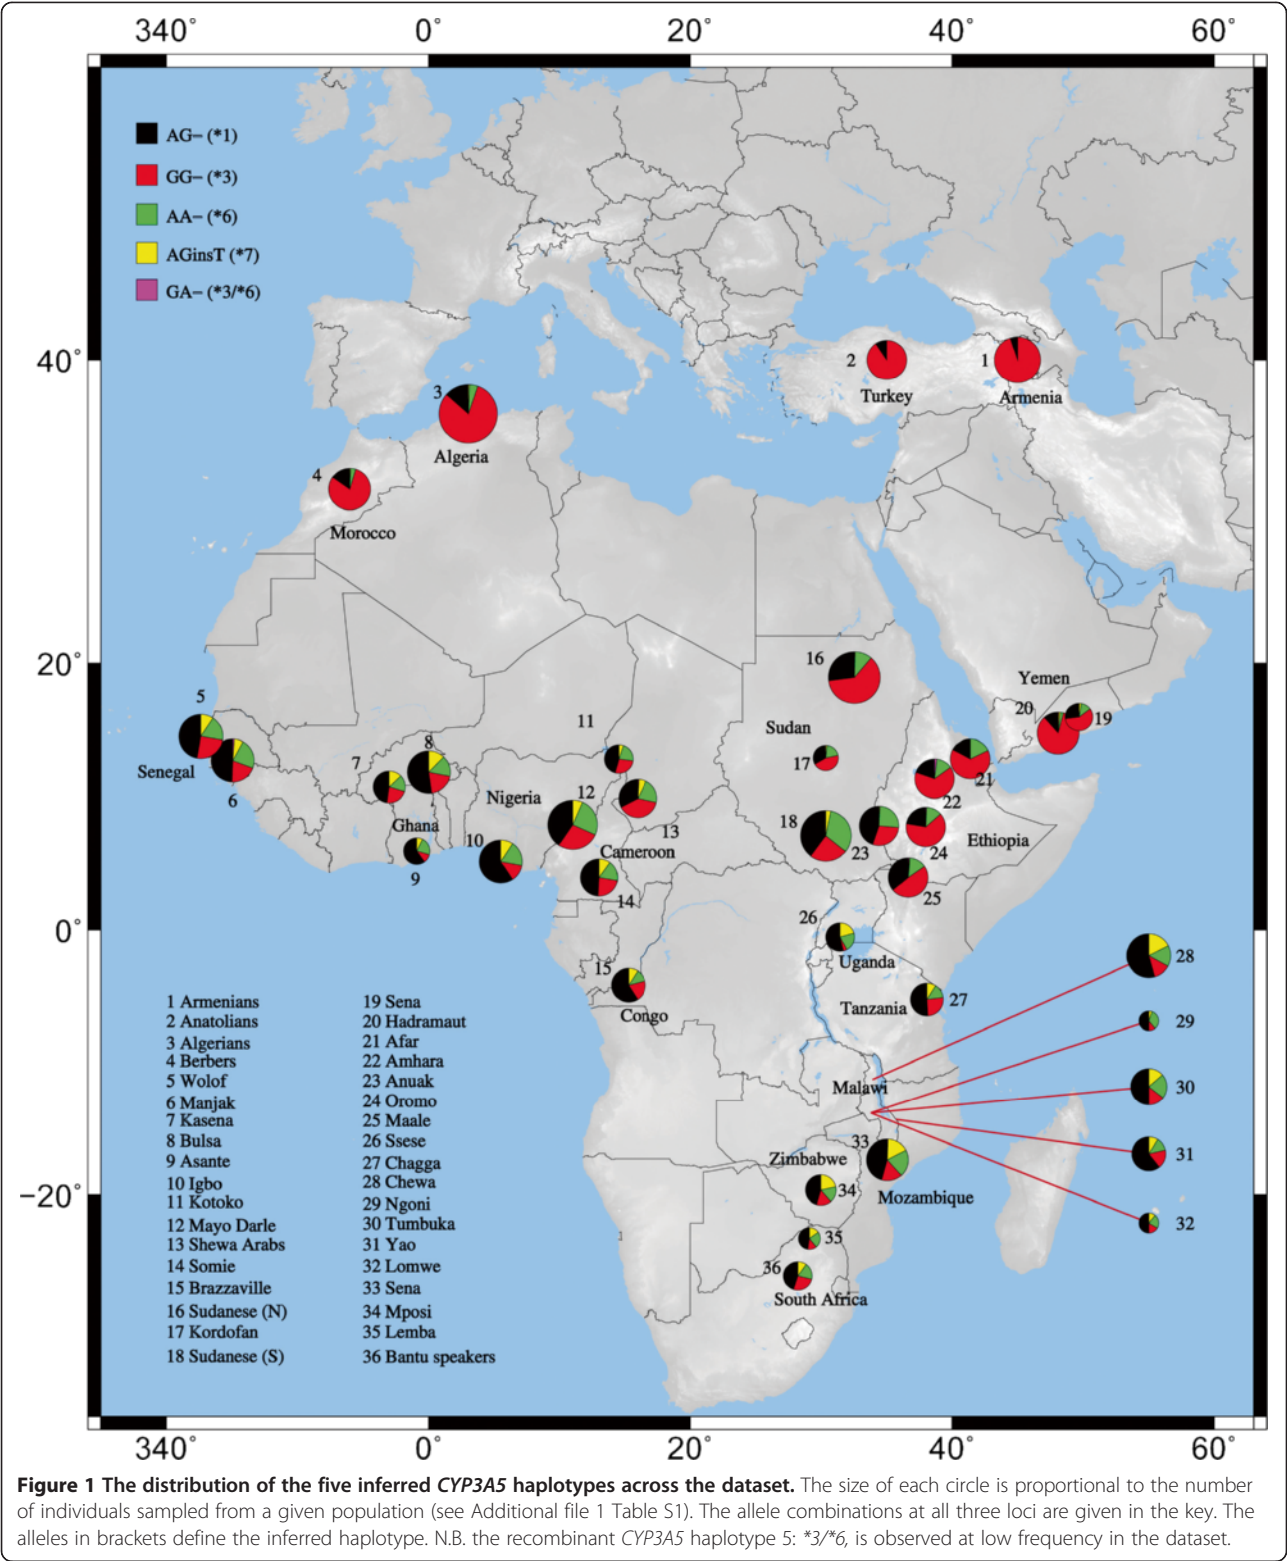 340° 0° 20° 40° 60°
AG– (*1)
GG– (*3)
AA– (*6)
AGinsT (*7)
GA– (*3/*6)
40°
20°
0°
−20°
2
Turkey
1
Armenia
3
Algeria
4
Morocco
5
Senegal
6
7
8
Ghana
9
10
Nigeria
11
12
13
Cameroon
14
15
Congo
16
Sudan
17
18
Yemen
20
19
21
22
23
24
Ethiopia
25
26
Uganda
Tanzania
27
28
29
30
31
32
Malawi
33
Zimbabwe
34
Mozambique
35
36
South Africa
1 Armenians
2 Anatolians
3 Algerians
4 Berbers
5 Wolof
6 Manjak
7 Kasena
8 Bulsa
9 Asante
10 Igbo
11 Kotoko
12 Mayo Darle
13 Shewa Arabs
14 Somie
15 Brazzaville
16 Sudanese (N)
17 Kordofan
18 Sudanese (S)
19 Sena
20 Hadramaut
21 Afar
22 Amhara
23 Anuak
24 Oromo
25 Maale
26 Ssese
27 Chagga
28 Chewa
29 Ngoni
30 Tumbuka
31 Yao
32 Lomwe
33 Sena
34 Mposi
35 Lemba
36 Bantu speakers
340° 0° 20° 40° 60°
Figure 1 The distribution of the five inferred CYP3A5 haplotypes across the dataset. The size of each circle is proportional to the number
of individuals sampled from a given population (see Additional file 1 Table S1). The allele combinations at all three loci are given in the key. The
alleles in brackets define the inferred haplotype. N.B. the recombinant CYP3A5 haplotype 5: *3/*6, is observed at low frequency in the dataset.